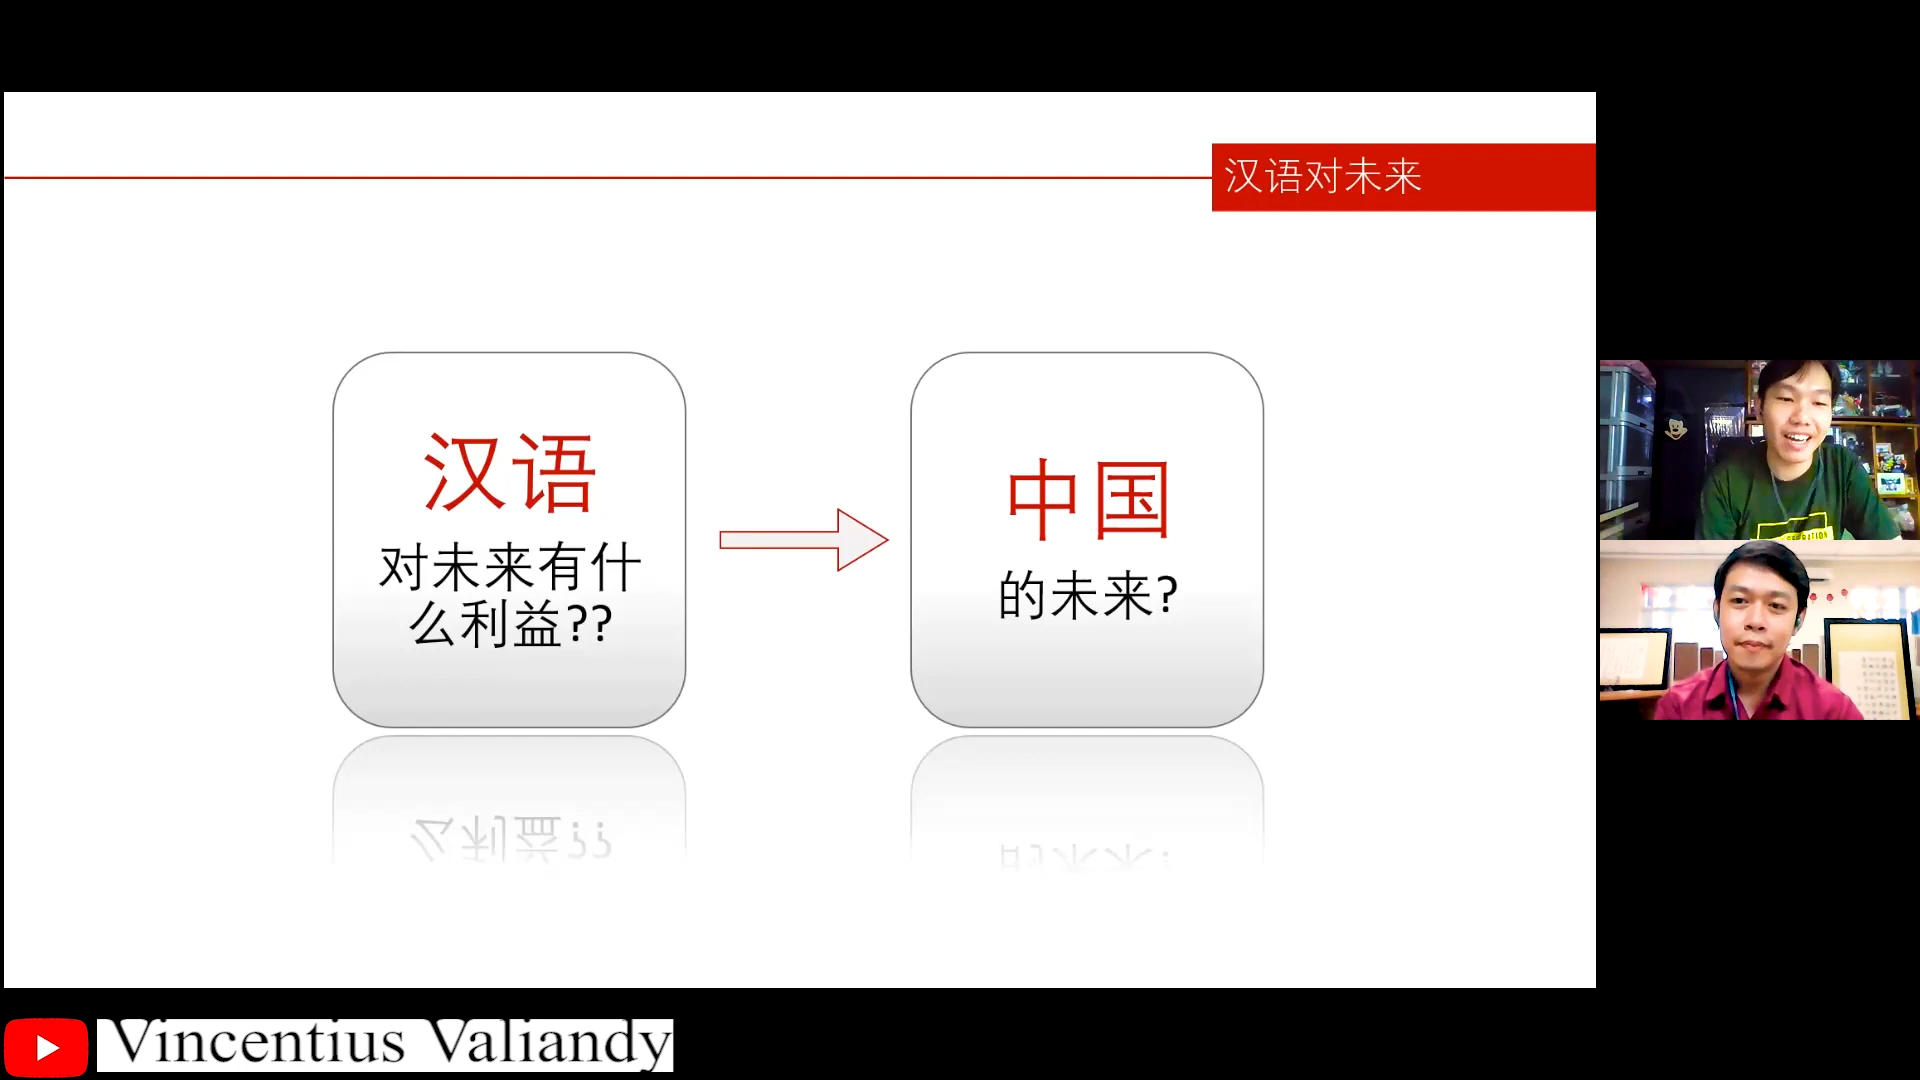 汉语对未来
汉语
对未来有什
么利益??
中国
的未来?
Vincentius Valiandy